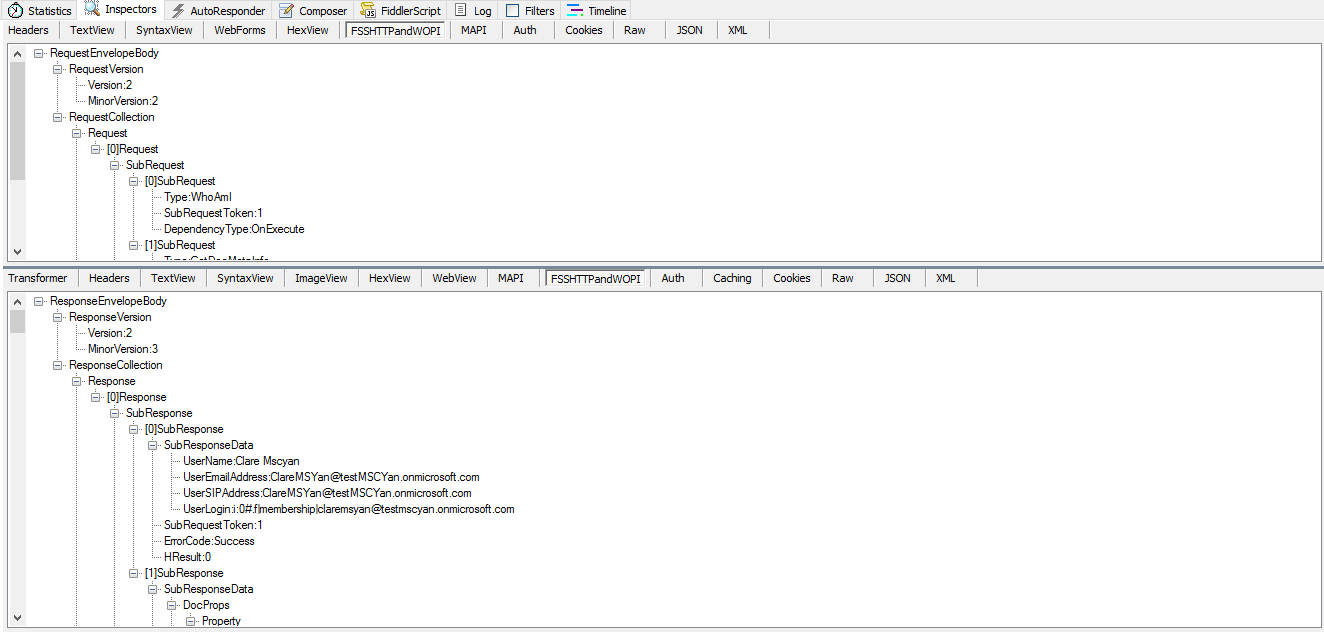 Statistics Inspectors AutoResponder Composer FiddlerScript Log Filters Timeline
Headers TextView SyntaxView WebForms HexView FSSHTTPandWOPI MAPI Auth Cookies Raw JSON XML
RequestEnvelopeBody
RequestVersion
Version:2
MinorVersion:2
RequestCollection
Request
[0]Request
SubRequest
[0]SubRequest
Type:WhoAmI
SubRequestToken:1
DependencyType:OnExecute
[1]SubRequest
Type:GetDocMetaInfo
Transformer Headers TextView SyntaxView ImageView HexView WebView MAPI FSSHTTPandWOPI Auth Caching Cookies Raw JSON XML
ResponseEnvelopeBody
ResponseVersion
Version:2
MinorVersion:3
ResponseCollection
Response
[0]Response
SubResponse
[0]SubResponse
SubResponseData
UserName:Clare Mscyan
UserEmailAddress:ClareMSYan@testMSCYan.onmicrosoft.com
UserSIPAddress:ClareMSYan@testMSCYan.onmicrosoft.com
UserLogin:i:0#.f|membership|claremsyan@testmscyan.onmicrosoft.com
SubRequestToken:1
ErrorCode:Success
HResult:0
[1]SubResponse
SubResponseData
DocProps
Property